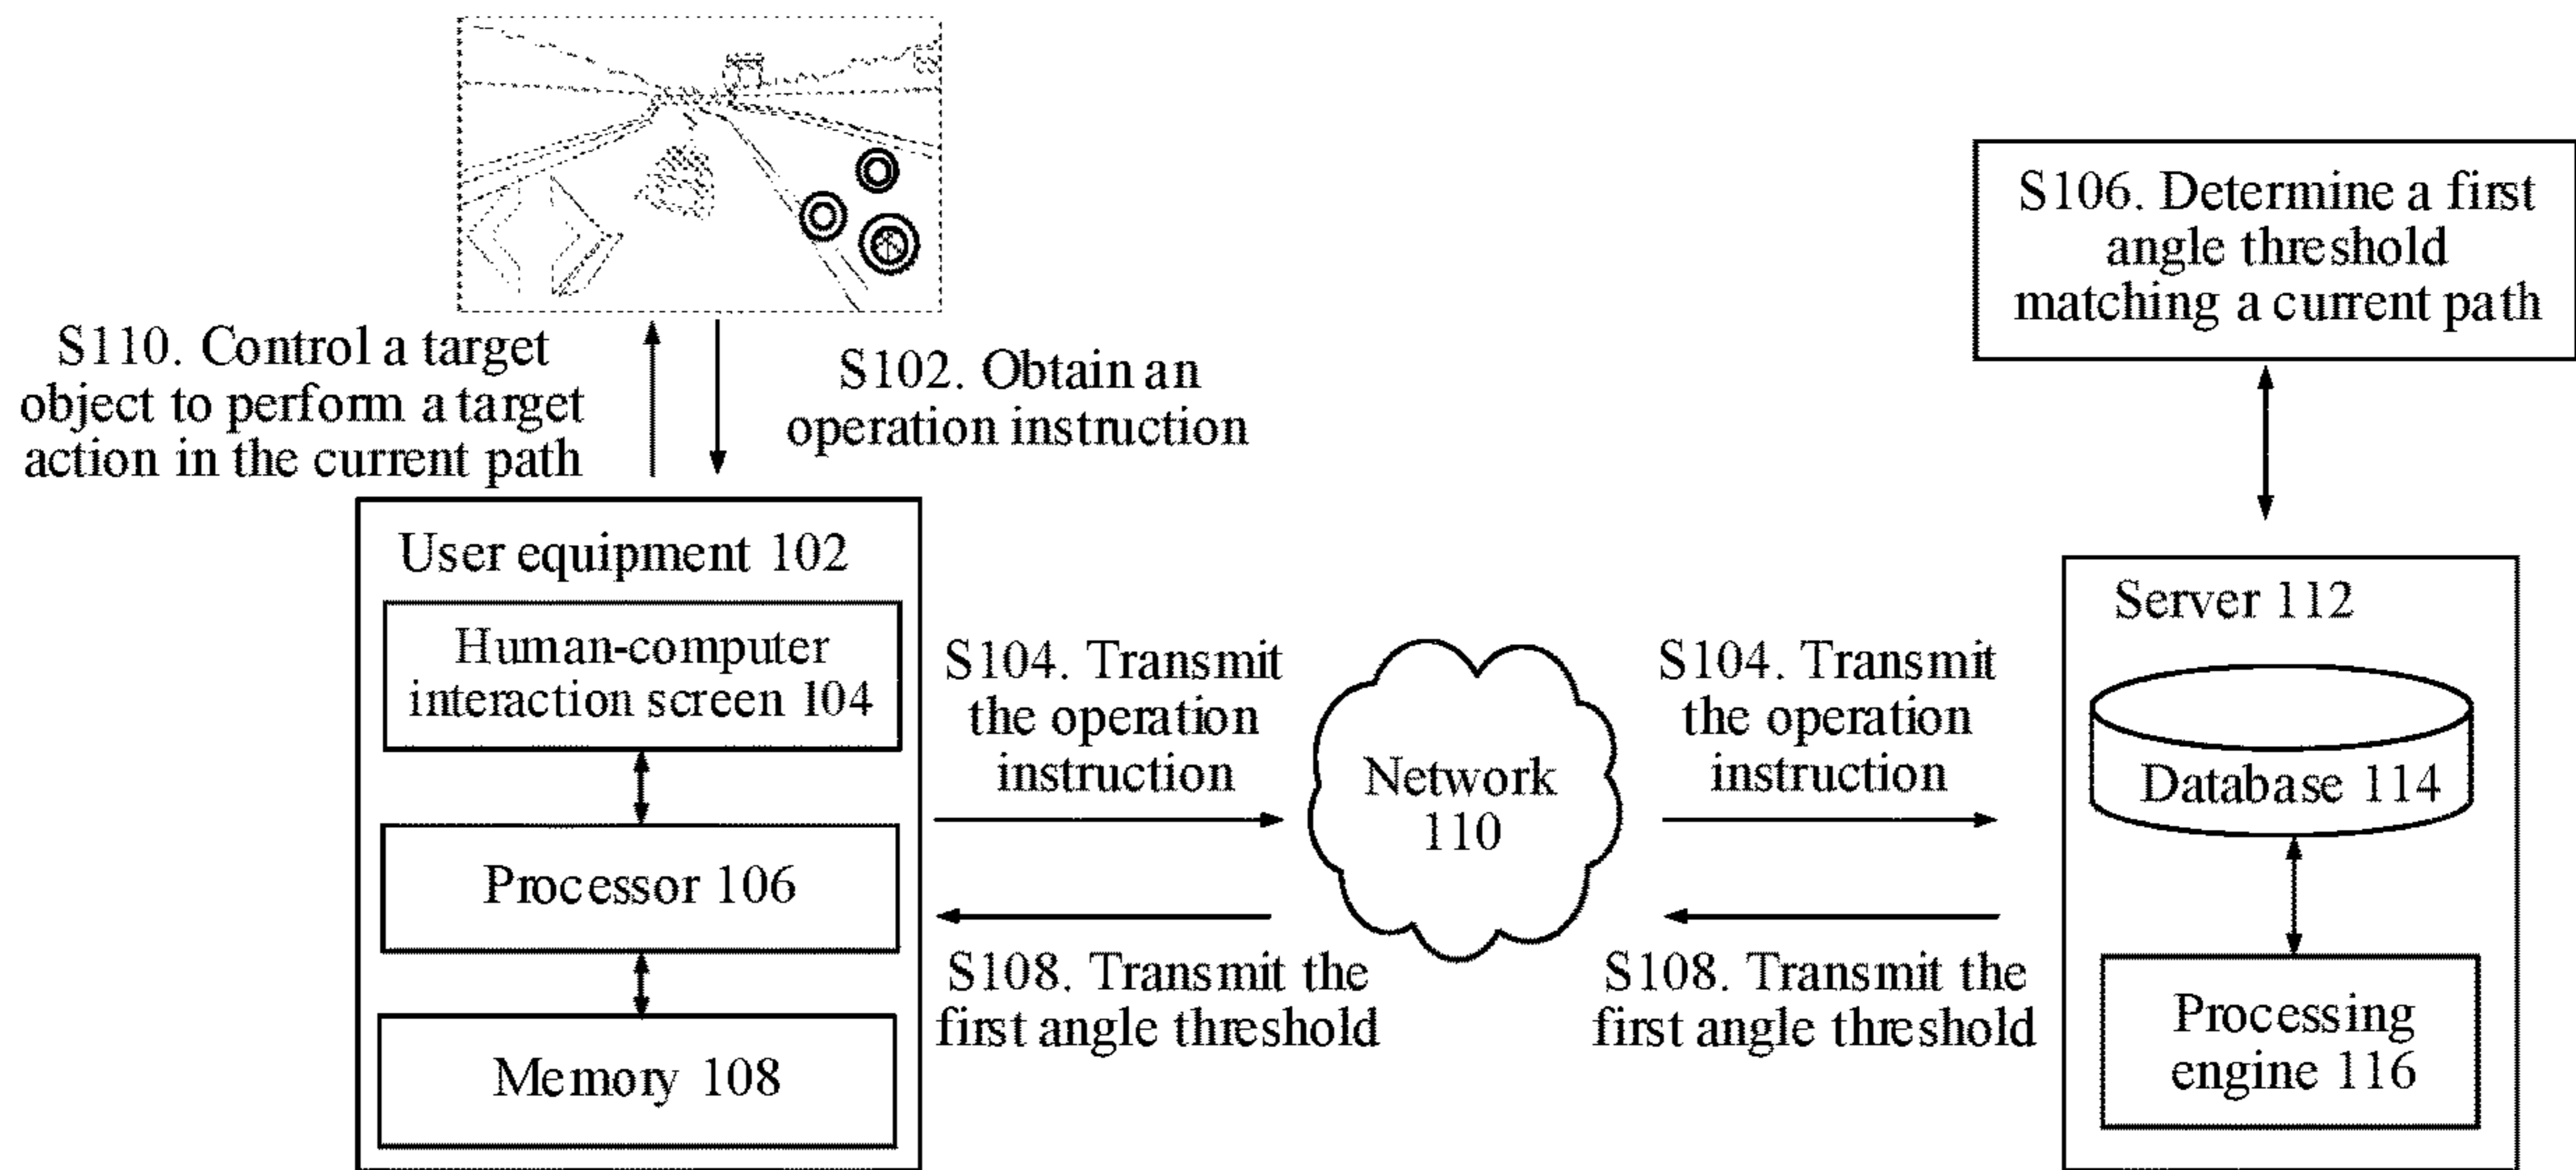 S110. Control a target
object to perform a target
action in the current path
S102. Obtain an
operation instruction
S106. Determine a first
angle threshold
matching a current path
User equipment 102
Human-computer
interaction screen 104
Processor 106
Memory 108
S104. Transmit
the operation
instruction
S108. Transmit the
first angle threshold
Network
110
S104. Transmit
the operation
instruction
S108. Transmit the
first angle threshold
Server 112
Database 114
Processing
engine 116